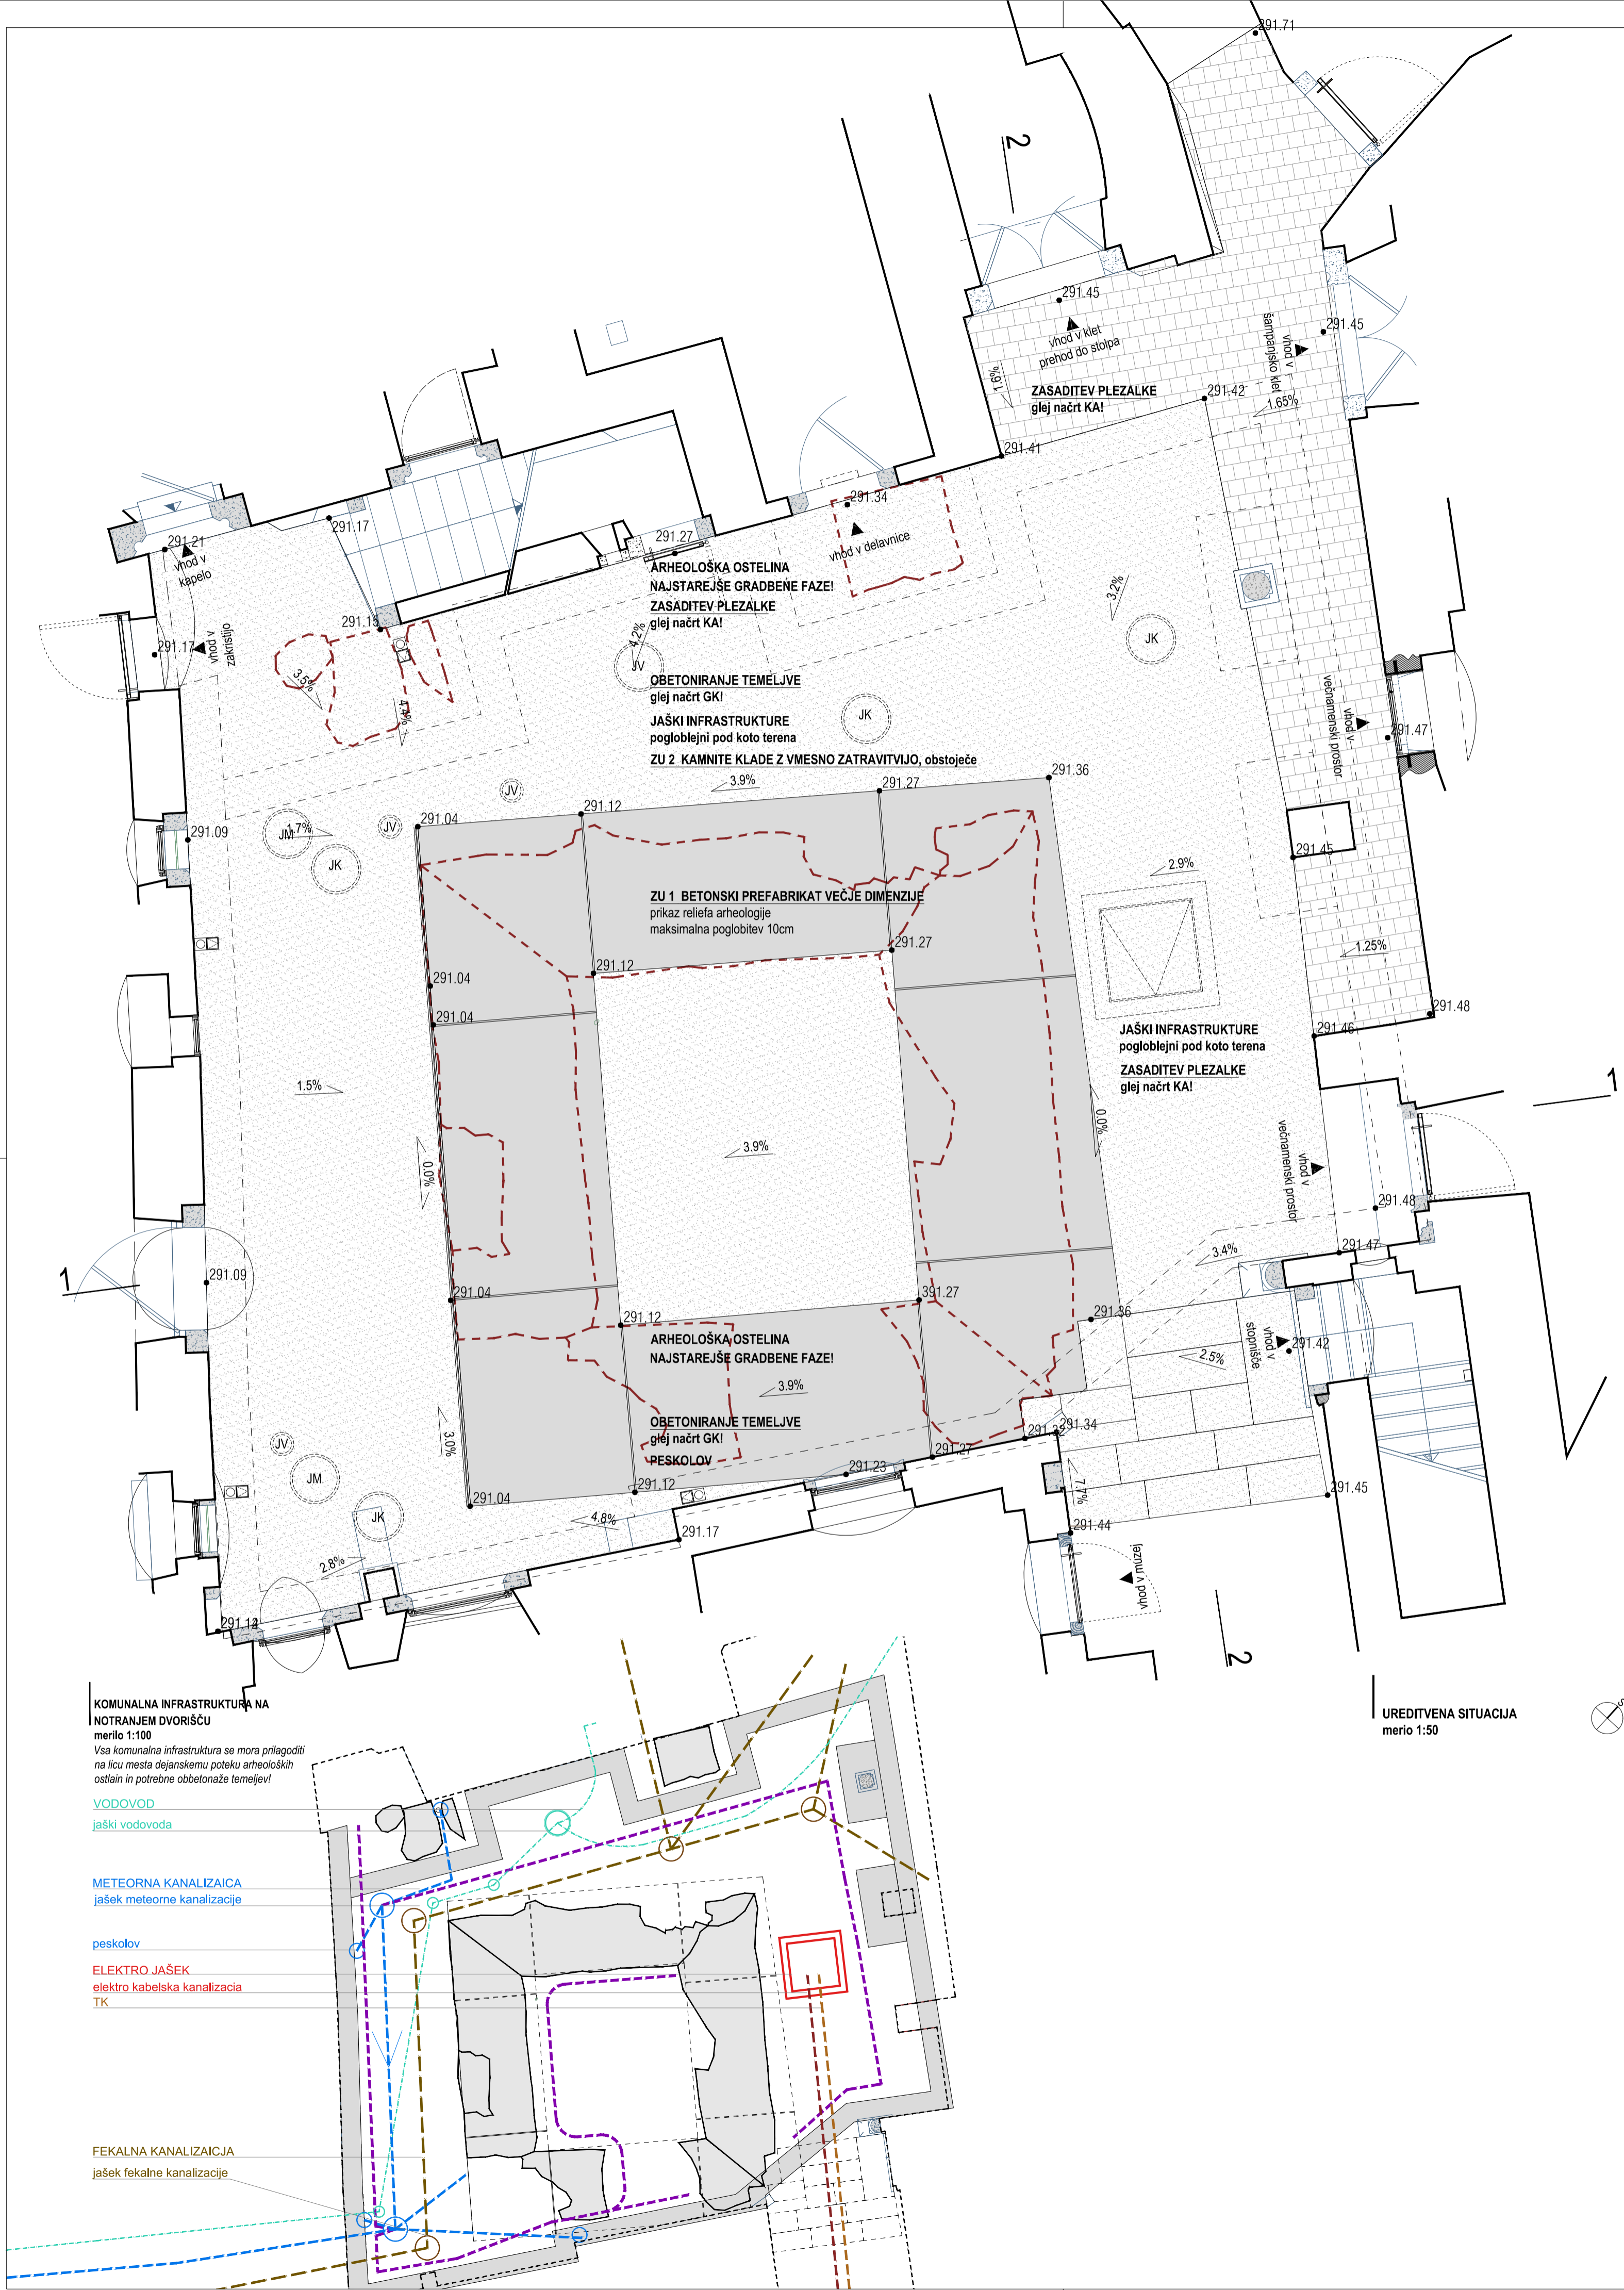 291.71
2
291.45
vhod v klet
prehod do stolpa
291.45
vhod v
šampanjsko klet
1.6%
ZASADITEV PLEZALKE
glej načrt KA!
291.42
1.65%
291.41
291.34
vhod v delavnice
291.17
291.21
vhod v
kapelo
291.27
ARHEOLOŠKA OSTELINA
NAJSTAREJŠE GRADBENE FAZE!
ZASADITEV PLEZALKE
glej načrt KA!
3.2%
JK
291.15
291.17
vhod v
zakristijo
4.2%
JV
3.5%
4.4%
OBETONIRANJE TEMELJVE
glej načrt GK!
JAŠKI INFRASTRUKTURE
pogloblejni pod koto terena
JK
ZU 2 KAMNITE KLADE Z VMESNO ZATRAVITVIJO, obstoječe
vhod v
večnamenski prostor
291.47
3.9%
291.36
291.27
JV
291.12
291.04
JV
291.09
JM
1.7%
JK
291.45
2.9%
ZU 1 BETONSKI PREFABRIKAT VEČJE DIMENZIJE
prikaz reliefa arheologije
maksimalna poglobitev 10cm
291.27
1.25%
291.12
291.04
291.48
291.04
291.46
JAŠKI INFRASTRUKTURE
pogloblejni pod koto terena
ZASADITEV PLEZALKE
glej načrt KA!
1.5%
1
0.0%
3.9%
0.0%
vhod v
večnamenski prostor
291.48
291.47
3.4%
1
291.09
291.04
391.27
291.36
291.12
ARHEOLOŠKA OSTELINA
NAJSTAREJŠE GRADBENE FAZE!
vhod v
stopnišče
291.42
2.5%
3.9%
OBETONIRANJE TEMELJVE
glej načrt GK!
PESKOLOV
3.0%
291.34
291.27
291.23
JV
JM
291.12
291.04
7.7%
291.45
JK
4.8%
291.17
291.44
2.8%
vhod v muzej
2
KOMUNALNA INFRASTRUKTURA NA
NOTRANJEM DVORIŠČU
merilo 1:100
Vsa komunalna infrastruktura se mora prilagoditi
na licu mesta dejanskemu poteku arheoloških
ostlain in potrebne obbetonaže temeljev!
UREDITVENA SITUACIJA
merio 1:50
VODOVOD
jaški vodovoda
METEORNA KANALIZAICA
jašek meteorne kanalizacije
peskolov
ELEKTRO JAŠEK
elektro kabelska kanalizacia
TK
FEKALNA KANALIZAICJA
jašek fekalne kanalizacije